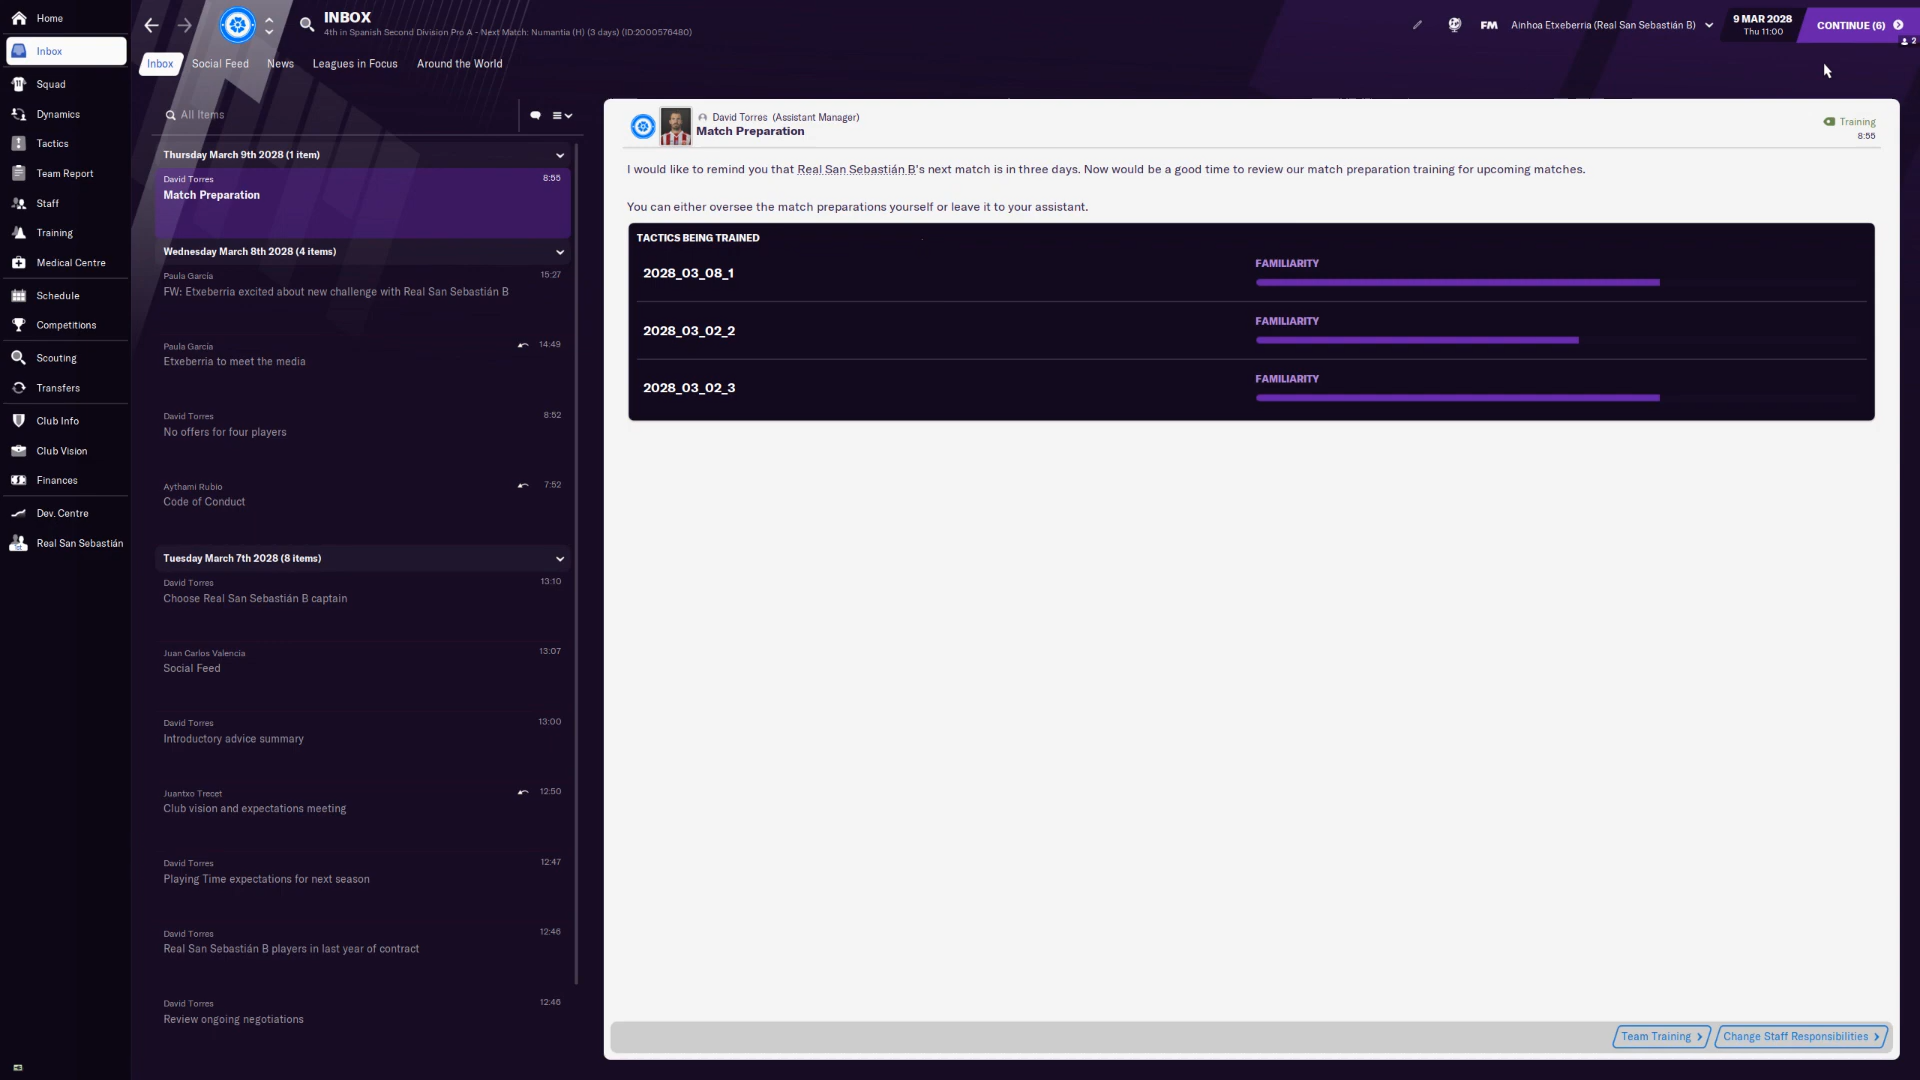 Home
Inbox
Squad
Dynamics
Tactics
Team Report
Staff
Training
Medical Centre
Schedule
Competitions
Scouting
Transfers
Club Info
Club Vision
Finances
Dev. Centre
Real San Sebastián
INBOX
4th in Spanish Second Division Pro A - Next Match: Numantia (H) (3 days) (ID:2000576480)
FM
Ainhoa Etxeberria (Real San Sebastián B)
9 MAR 2028
Thu 11:00
CONTINUE (6)
2
Inbox
Social Feed
News
Leagues in Focus
Around the World
All Items
Thursday March 9th 2028 (1 item)
David Torres 8:55
Match Preparation
Wednesday March 8th 2028 (4 items)
Paula García 15:27
FW: Etxeberria excited about new challenge with Real San Sebastián B
Paula García 14:49
Etxeberria to meet the media
David Torres 8:52
No offers for four players
Aythami Rubio 7:52
Code of Conduct
Tuesday March 7th 2028 (8 items)
David Torres 13:10
Choose Real San Sebastián B captain
Juan Carlos Valencia 13:07
Social Feed
David Torres 13:00
Introductory advice summary
Juantxo Trecet 12:50
Club vision and expectations meeting
David Torres 12:47
Playing Time expectations for next season
David Torres 12:46
Real San Sebastián B players in last year of contract
David Torres 12:46
Review ongoing negotiations
David Torres (Assistant Manager)
Match Preparation
Training
8:55
I would like to remind you that Real San Sebastián B's next match is in three days. Now would be a good time to review our match preparation training for upcoming matches.
You can either oversee the match preparations yourself or leave it to your assistant.
TACTICS BEING TRAINED
2028_03_08_1
FAMILIARITY
2028_03_02_2
FAMILIARITY
2028_03_02_3
FAMILIARITY
Team Training
Change Staff Responsibilities